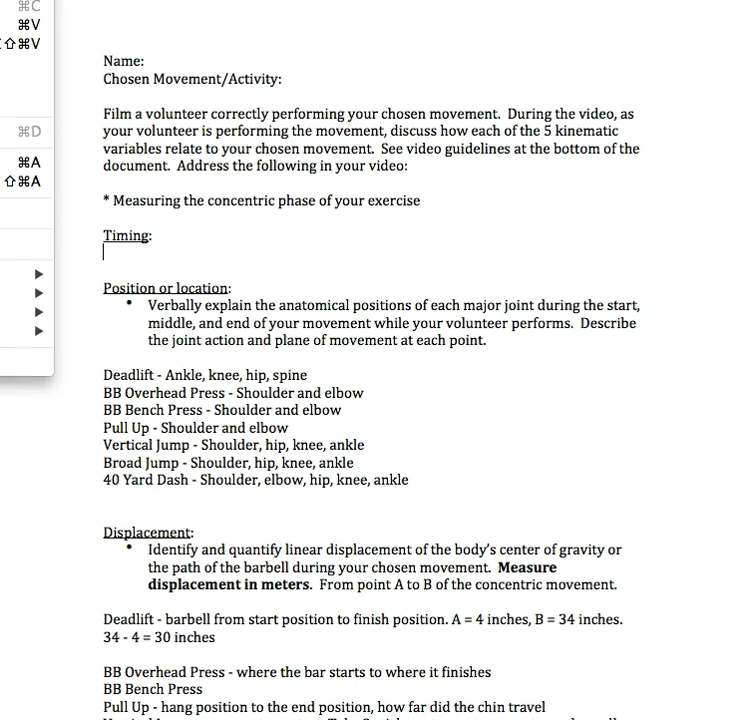 ⌘C
⌘V
⇧⌘V
⌘D
⌘A
⇧⌘A
Name:
Chosen Movement/Activity:
Film a volunteer correctly performing your chosen movement. During the video, as
your volunteer is performing the movement, discuss how each of the 5 kinematic
variables relate to your chosen movement. See video guidelines at the bottom of the
document. Address the following in your video:
* Measuring the concentric phase of your exercise
Timing:
Position or location:
• Verbally explain the anatomical positions of each major joint during the start,
middle, and end of your movement while your volunteer performs. Describe
the joint action and plane of movement at each point.
Deadlift - Ankle, knee, hip, spine
BB Overhead Press - Shoulder and elbow
BB Bench Press - Shoulder and elbow
Pull Up - Shoulder and elbow
Vertical Jump - Shoulder, hip, knee, ankle
Broad Jump - Shoulder, hip, knee, ankle
40 Yard Dash - Shoulder, elbow, hip, knee, ankle
Displacement:
• Identify and quantify linear displacement of the body's center of gravity or
the path of the barbell during your chosen movement. Measure
displacement in meters. From point A to B of the concentric movement.
Deadlift - barbell from start position to finish position. A = 4 inches, B = 34 inches.
34 - 4 = 30 inches
BB Overhead Press - where the bar starts to where it finishes
BB Bench Press
Pull Up - hang position to the end position, how far did the chin travel